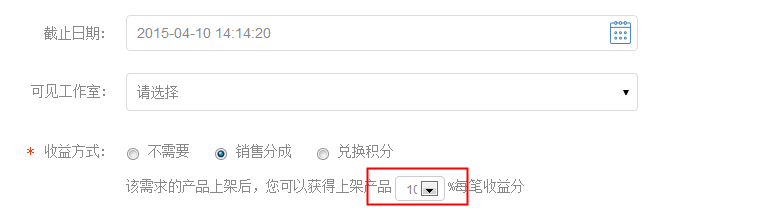 截止日期: 2015-04-10 14:14:20
可见工作室: 请选择
* 收益方式: 不需要 销售分成 兑换积分
该需求的产品上架后，您可以获得上架产品 10 %每笔收益分